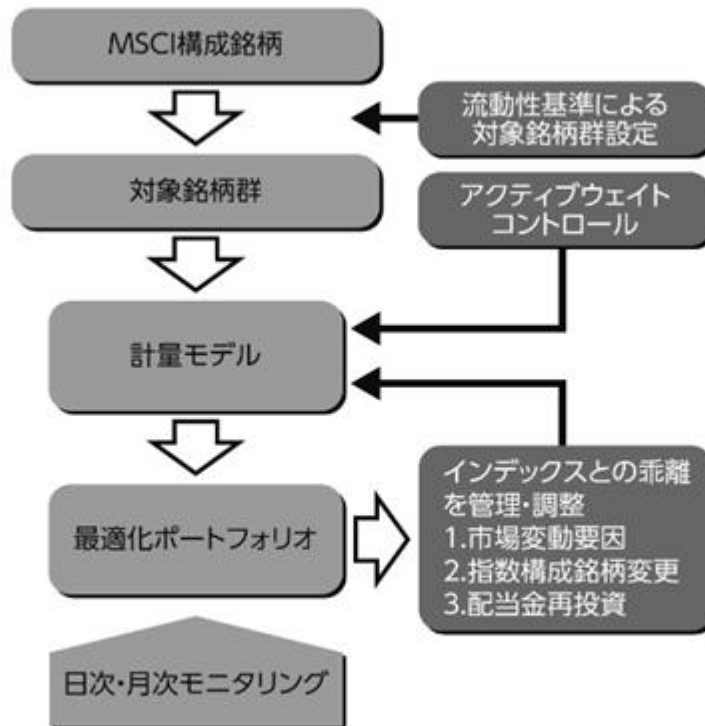 MSCI構成銘柄
流動性基準による
対象銘柄群設定
対象銘柄群
アクティブウェイト
コントロール
計量モデル
最適化ポートフォリオ
インデックスとの乖離
を管理・調整
1.市場変動要因
2.指数構成銘柄変更
3.配当金再投資
日次・月次モニタリング